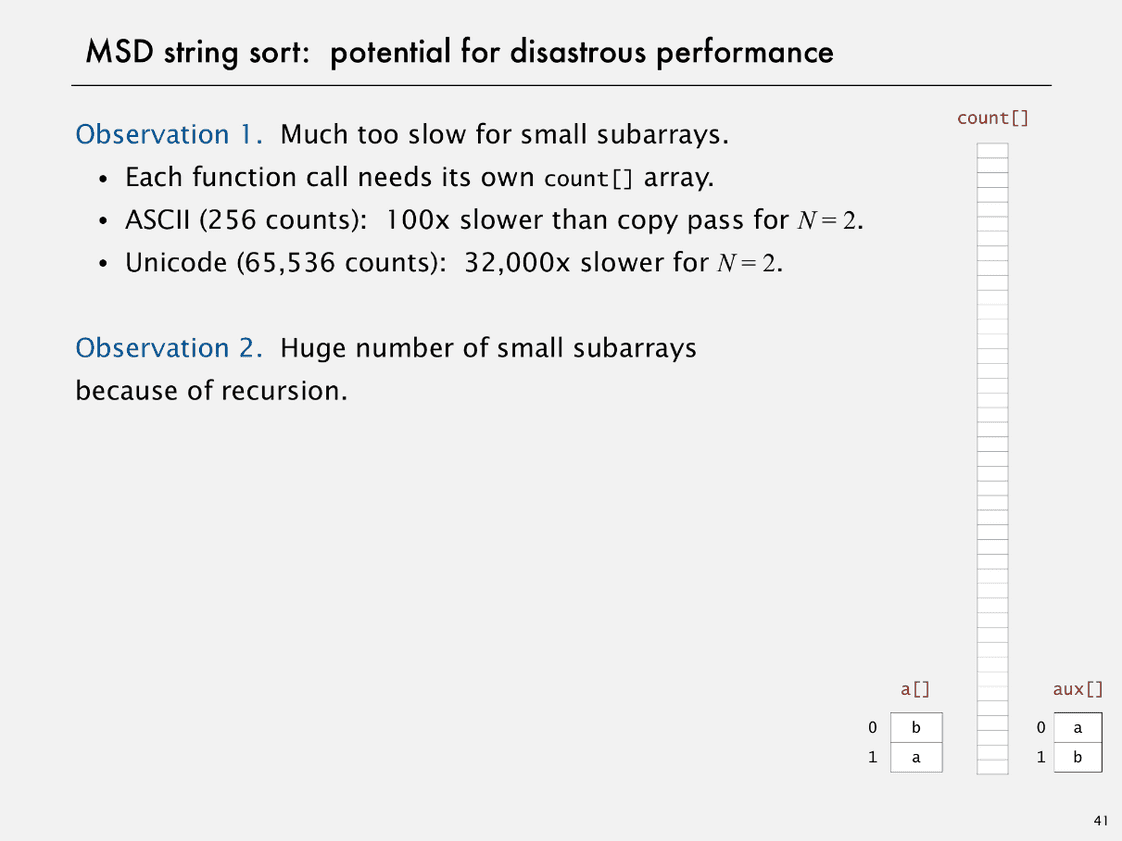 MSD string sort: potential for disastrous performance
count[]
Observation 1. Much too slow for small subarrays.
• Each function call needs its own count[] array.
• ASCII (256 counts): 100x slower than copy pass for N = 2.
• Unicode (65,536 counts): 32,000x slower for N = 2.
Observation 2. Huge number of small subarrays
because of recursion.
a[] aux[]
0 b 0 a
1 a 1 b
41